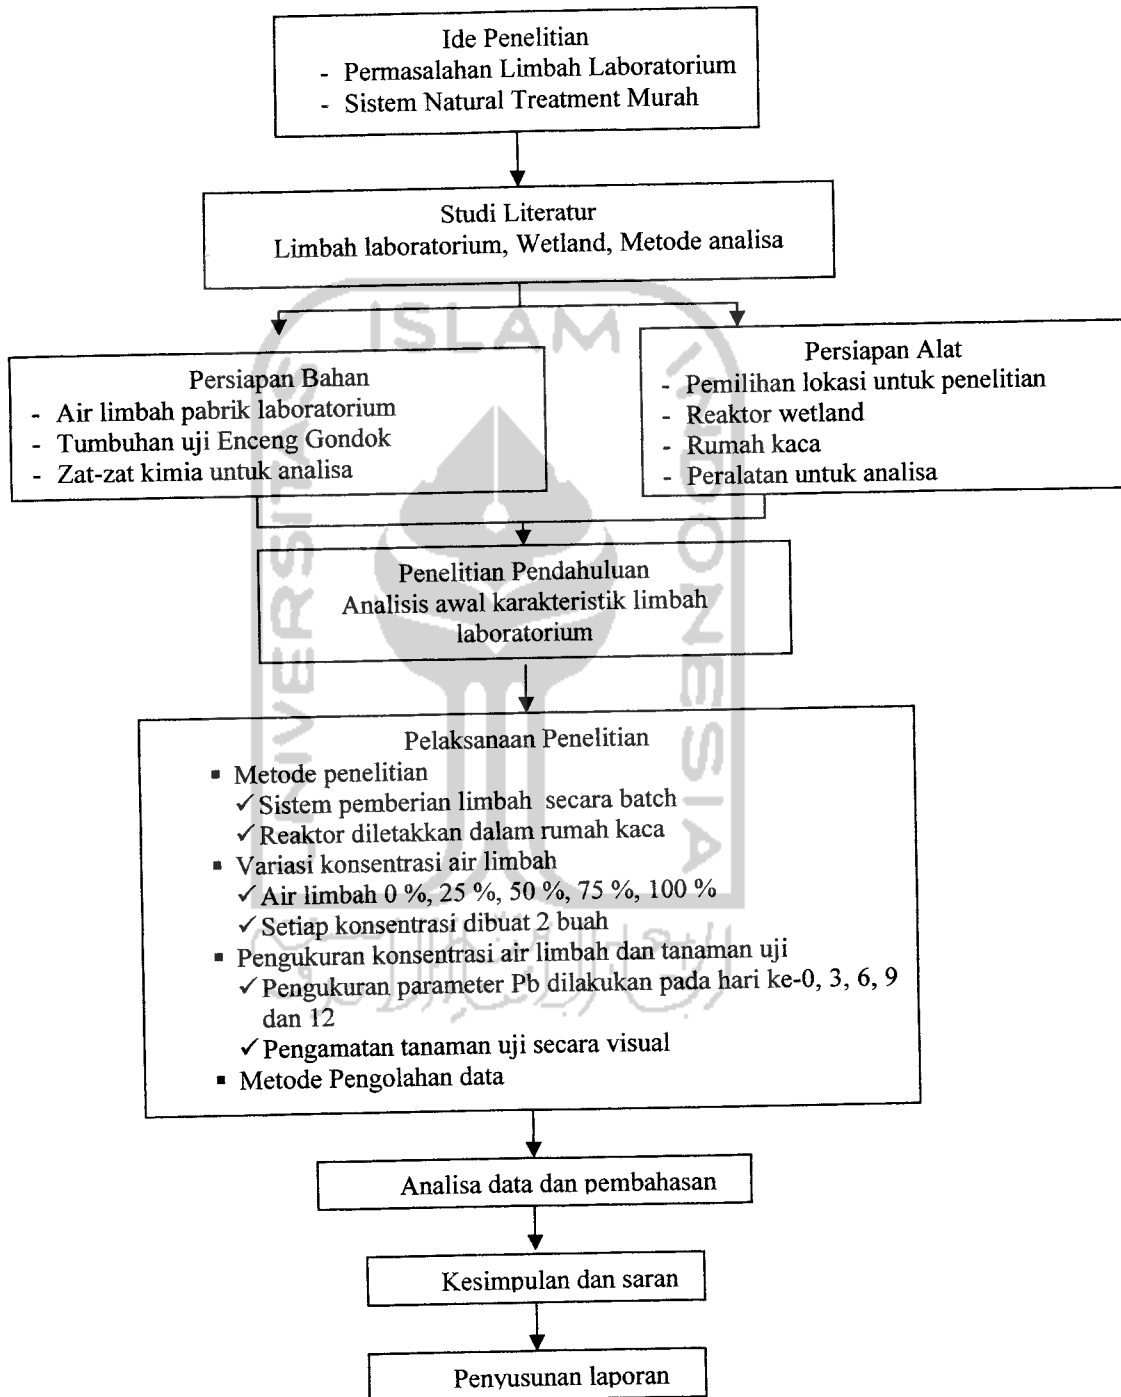 Ide Penelitian
- Permasalahan Limbah Laboratorium
- Sistem Natural Treatment Murah
Studi Literatur
Limbah laboratorium, Wetland, Metode analisa
Persiapan Bahan
- Air limbah pabrik laboratorium
- Tumbuhan uji Enceng Gondok
- Zat-zat kimia untuk analisa
Persiapan Alat
- Pemilihan lokasi untuk penelitian
- Reaktor wetland
- Rumah kaca
- Peralatan untuk analisa
Penelitian Pendahuluan
Analisis awal karakteristik limbah
laboratorium
Pelaksanaan Penelitian
▪ Metode penelitian
✓ Sistem pemberian limbah secara batch
✓ Reaktor diletakkan dalam rumah kaca
▪ Variasi konsentrasi air limbah
✓ Air limbah 0 %, 25 %, 50 %, 75 %, 100 %
✓ Setiap konsentrasi dibuat 2 buah
▪ Pengukuran konsentrasi air limbah dan tanaman uji
✓ Pengukuran parameter Pb dilakukan pada hari ke-0, 3, 6, 9
dan 12
✓ Pengamatan tanaman uji secara visual
▪ Metode Pengolahan data
Analisa data dan pembahasan
Kesimpulan dan saran
Penyusunan laporan
UNIVERSITAS
ISLAM
INDONESIA